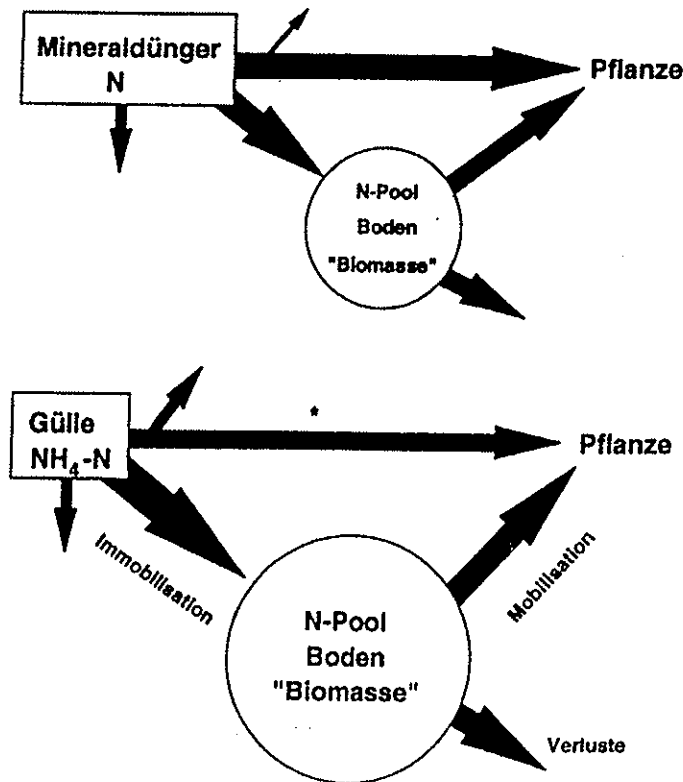 Mineraldünger
N
Pflanze
N-Pool
Boden
"Biomasse"
*
Gülle
NH₄-N
Pflanze
Immobilisation
Mobilisation
N-Pool
Boden
"Biomasse"
Verluste